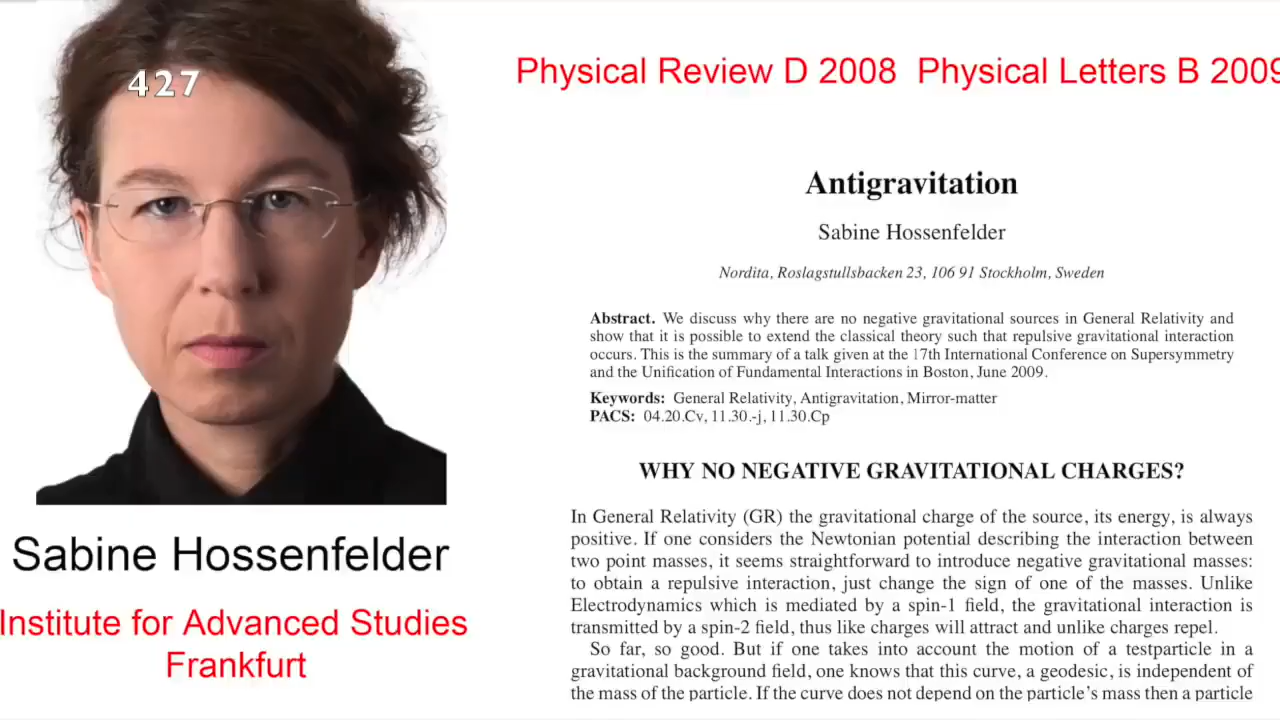 427
Sabine Hossenfelder
Institute for Advanced Studies
Frankfurt
Physical Review D 2008 Physical Letters B 2009
Antigravitation
Sabine Hossenfelder
Nordita, Roslagstullsbacken 23, 106 91 Stockholm, Sweden
Abstract. We discuss why there are no negative gravitational sources in General Relativity and
show that it is possible to extend the classical theory such that repulsive gravitational interaction
occurs. This is the summary of a talk given at the 17th International Conference on Supersymmetry
and the Unification of Fundamental Interactions in Boston, June 2009.
Keywords: General Relativity, Antigravitation, Mirror-matter
PACS: 04.20.Cv, 11.30.-j, 11.30.Cp
WHY NO NEGATIVE GRAVITATIONAL CHARGES?
In General Relativity (GR) the gravitational charge of the source, its energy, is always
positive. If one considers the Newtonian potential describing the interaction between
two point masses, it seems straightforward to introduce negative gravitational masses:
to obtain a repulsive interaction, just change the sign of one of the masses. Unlike
Electrodynamics which is mediated by a spin-1 field, the gravitational interaction is
transmitted by a spin-2 field, thus like charges will attract and unlike charges repel.
So far, so good. But if one takes into account the motion of a testparticle in a
gravitational background field, one knows that this curve, a geodesic, is independent of
the mass of the particle. If the curve does not depend on the particle's mass then a particle